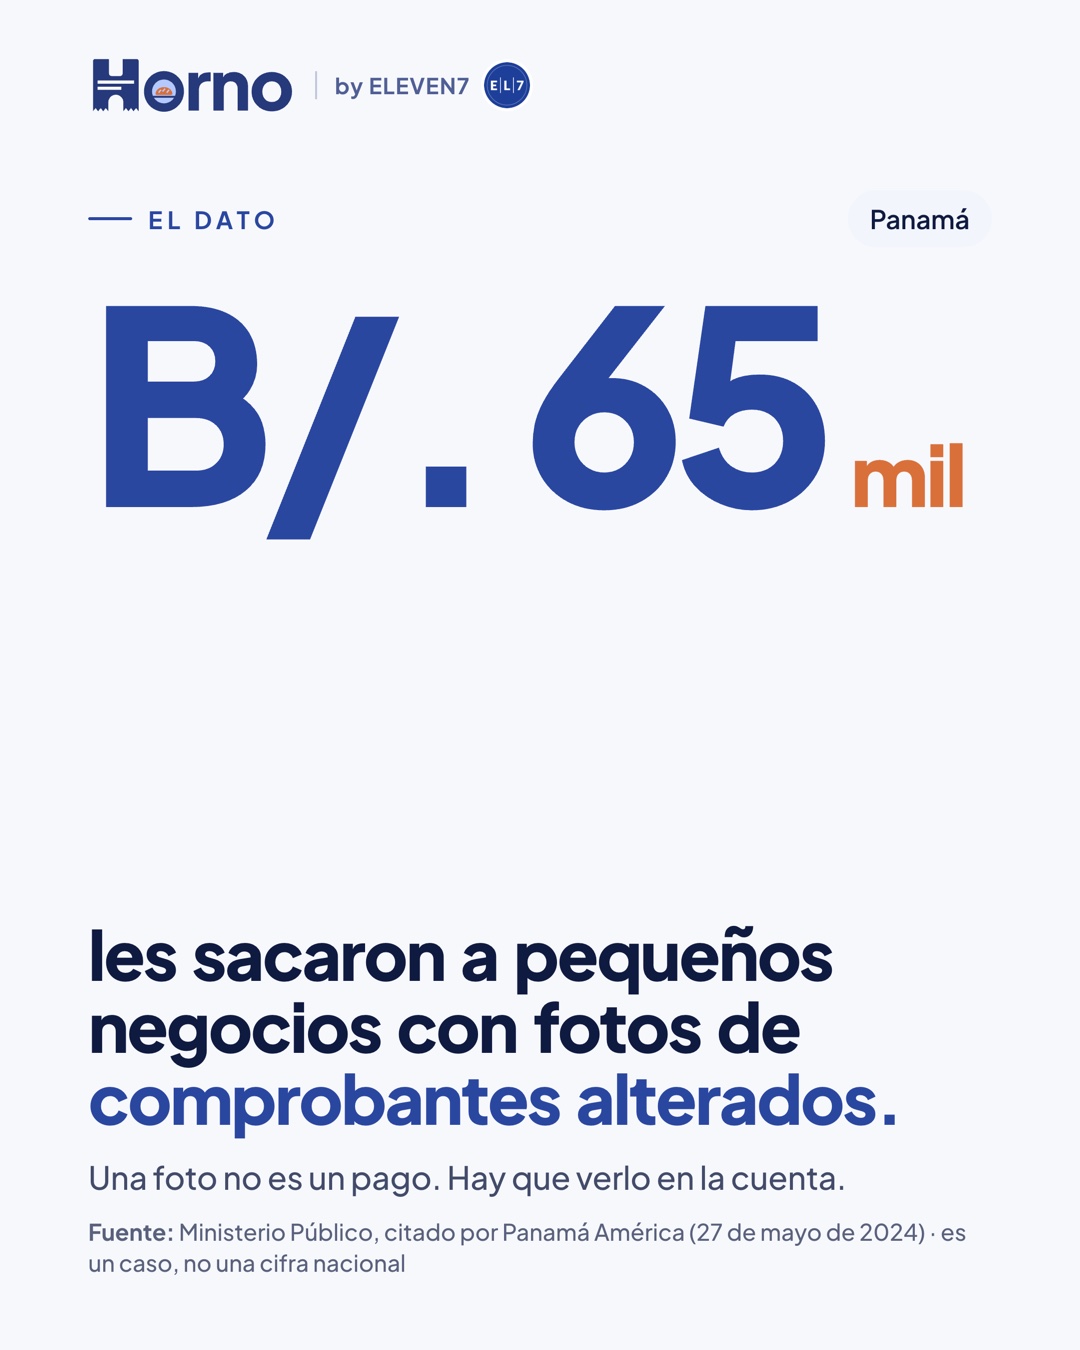 Horno
by ELEVEN7
E|L|7
EL DATO
Panamá
B/. 65 mil
les sacaron a pequeños
negocios con fotos de
comprobantes alterados.
Una foto no es un pago. Hay que verlo en la cuenta.
Fuente: Ministerio Público, citado por Panamá América (27 de mayo de 2024) · es
un caso, no una cifra nacional